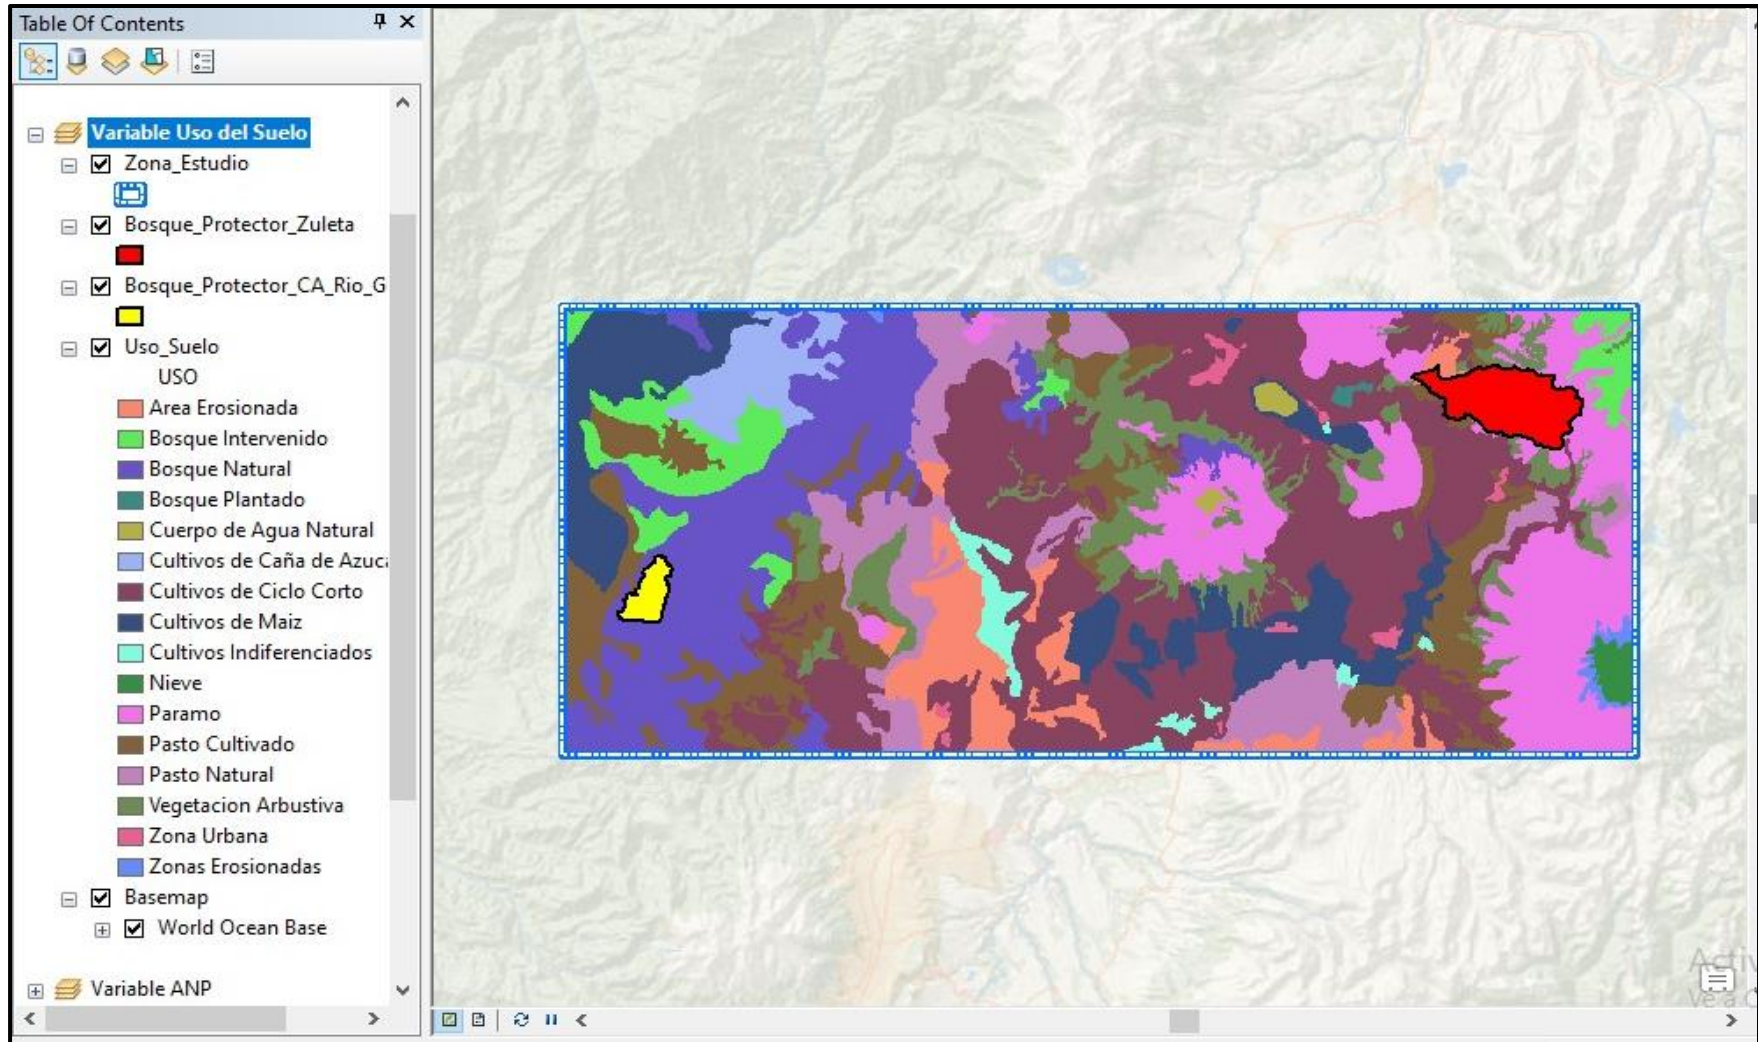 Table Of Contents
Variable Uso del Suelo
Zona_Estudio
Bosque_Protector_Zuleta
Bosque_Protector_CA_Rio_G
Uso_Suelo
USO
Area Erosionada
Bosque Intervenido
Bosque Natural
Bosque Plantado
Cuerpo de Agua Natural
Cultivos de Caña de Azuc
Cultivos de Ciclo Corto
Cultivos de Maiz
Cultivos Indiferenciados
Nieve
Paramo
Pasto Cultivado
Pasto Natural
Vegetacion Arbustiva
Zona Urbana
Zonas Erosionadas
Basemap
World Ocean Base
Variable ANP
Activ
Ve a C